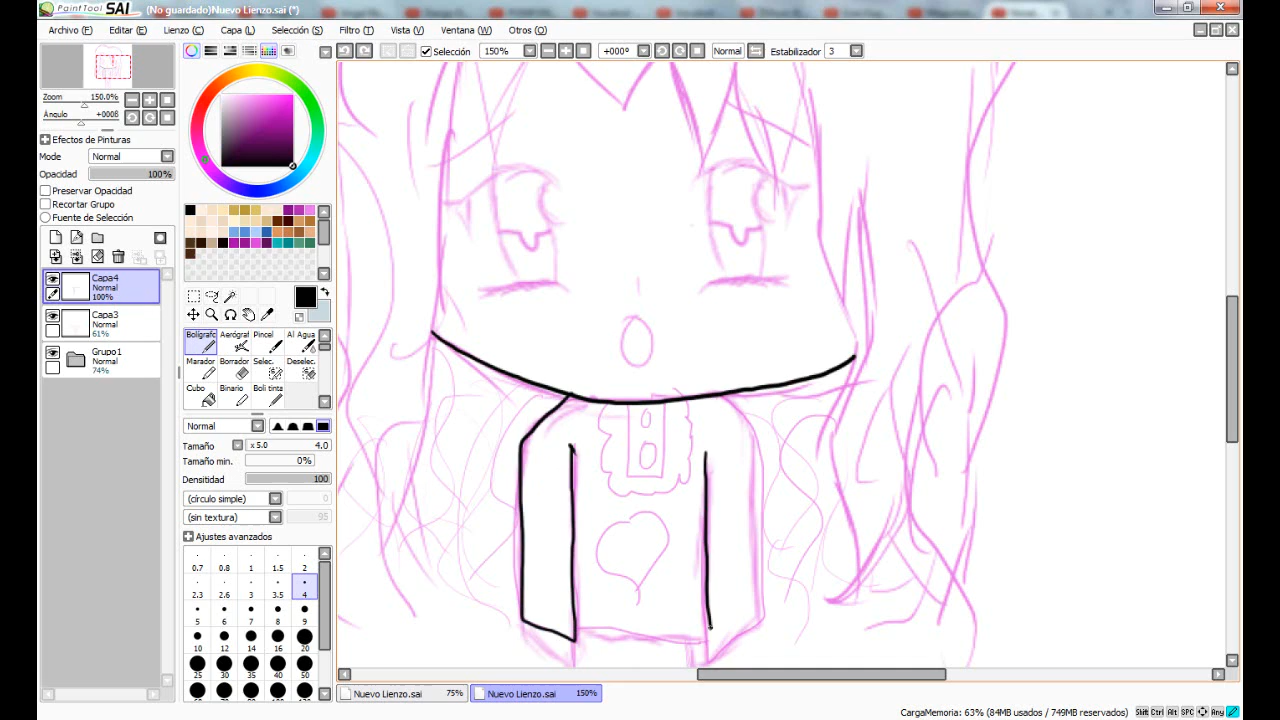 PaintTool SAI (No guardado)Nuevo Lienzo.sai (*)
Archivo (F) Editar (E) Lienzo (C) Capa (L) Selección (S) Filtro (T) Vista (V) Ventana (W) Otros (O)
Selección 150% +000º Normal Estabilizador 3
Zoom 150.0%
Ángulo +000ß
Efectos de Pinturas
Modo Normal
Opacidad 100%
Preservar Opacidad
Recortar Grupo
Fuente de Selección
Capa4
Normal
100%
Capa3
Normal
61%
Grupo1
Normal
74%
Bolígrafo Aerógraf Pincel Al Agua
Marador Borrador Selec. Deselec.
Cubo Binario Boli tinta
Normal
Tamaño x 5.0 4.0
Tamaño min. 0%
Densitidad 100
(círculo simple) 0
(sin textura) 95
Ajustes avanzados
0.7 0.8 1 1.5 2
2.3 2.6 3 3.5 4
5 6 7 8 9
10 12 14 16 20
25 30 35 40 50
Nuevo Lienzo.sai 75% Nuevo Lienzo.sai 150%
CargaMemoria: 63% (84MB usados / 749MB reservados) Shift Ctrl Alt SPC Any